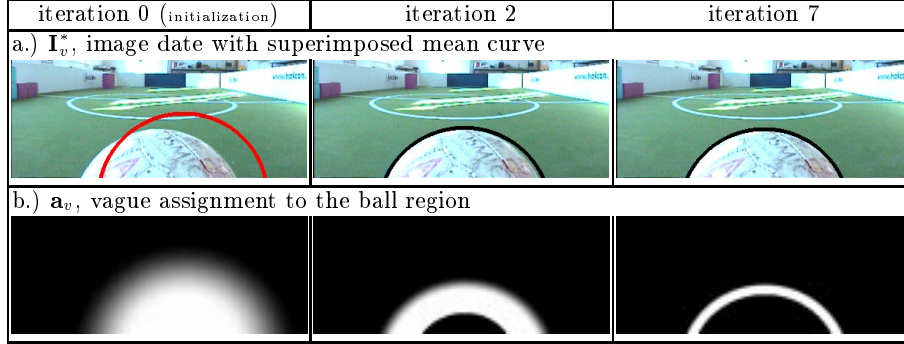 iteration 0 (initialization)
iteration 2
iteration 7
a.) I*ᵥ, image date with superimposed mean curve
b.) aᵥ, vague assignment to the ball region